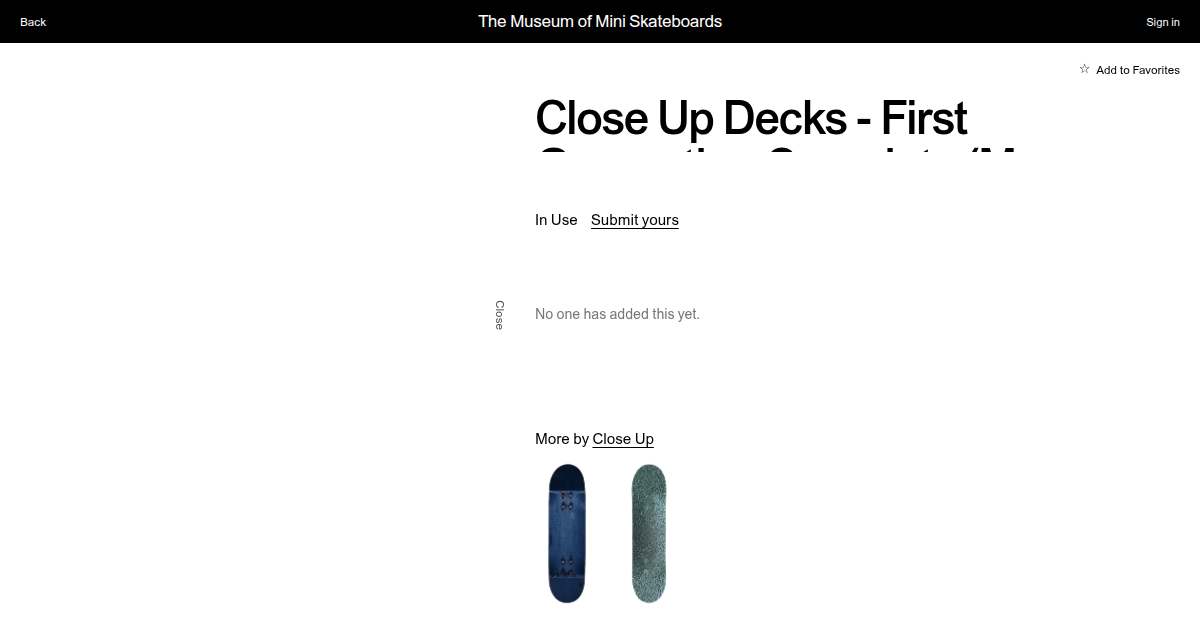 Back
The Museum of Mini Skateboards
Sign in
☆ Add to Favorites
Close Up Decks - First
In Use Submit yours
Close
No one has added this yet.
More by Close Up